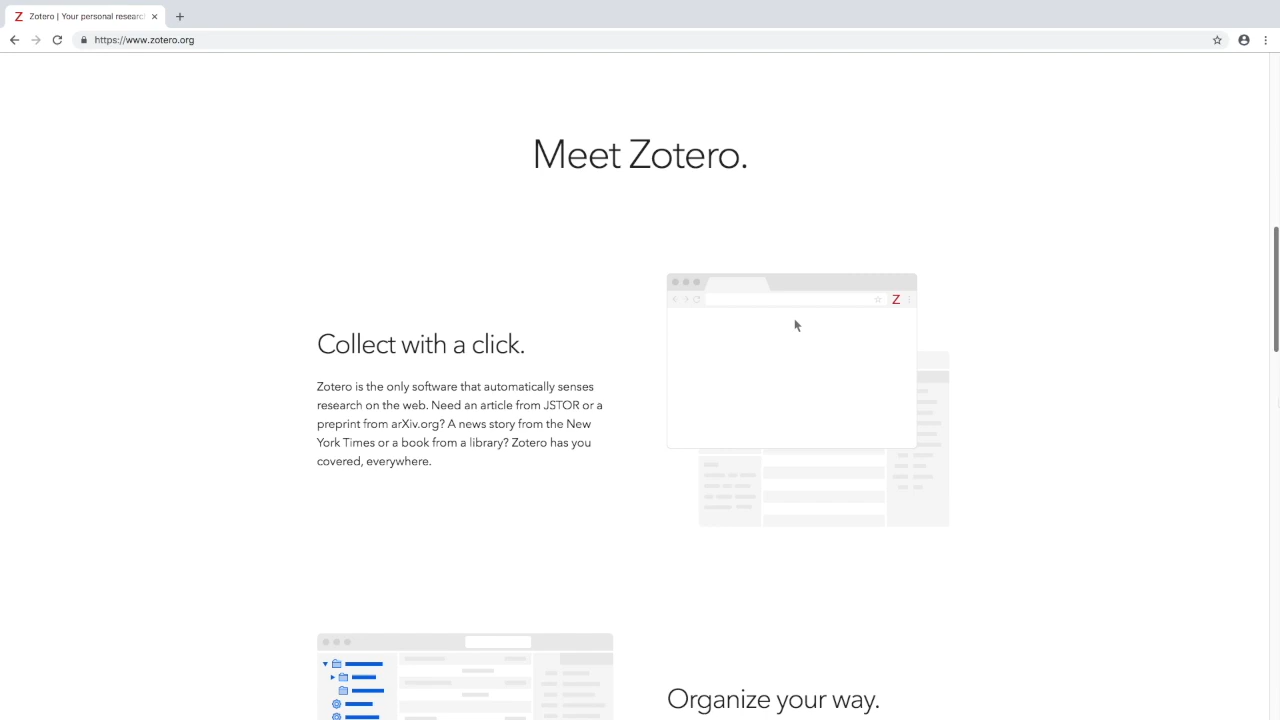 Z Zotero | Your personal researc
https://www.zotero.org
Meet Zotero.
Z
Collect with a click.
Zotero is the only software that automatically senses
research on the web. Need an article from JSTOR or a
preprint from arXiv.org? A news story from the New
York Times or a book from a library? Zotero has you
covered, everywhere.
Organize your way.